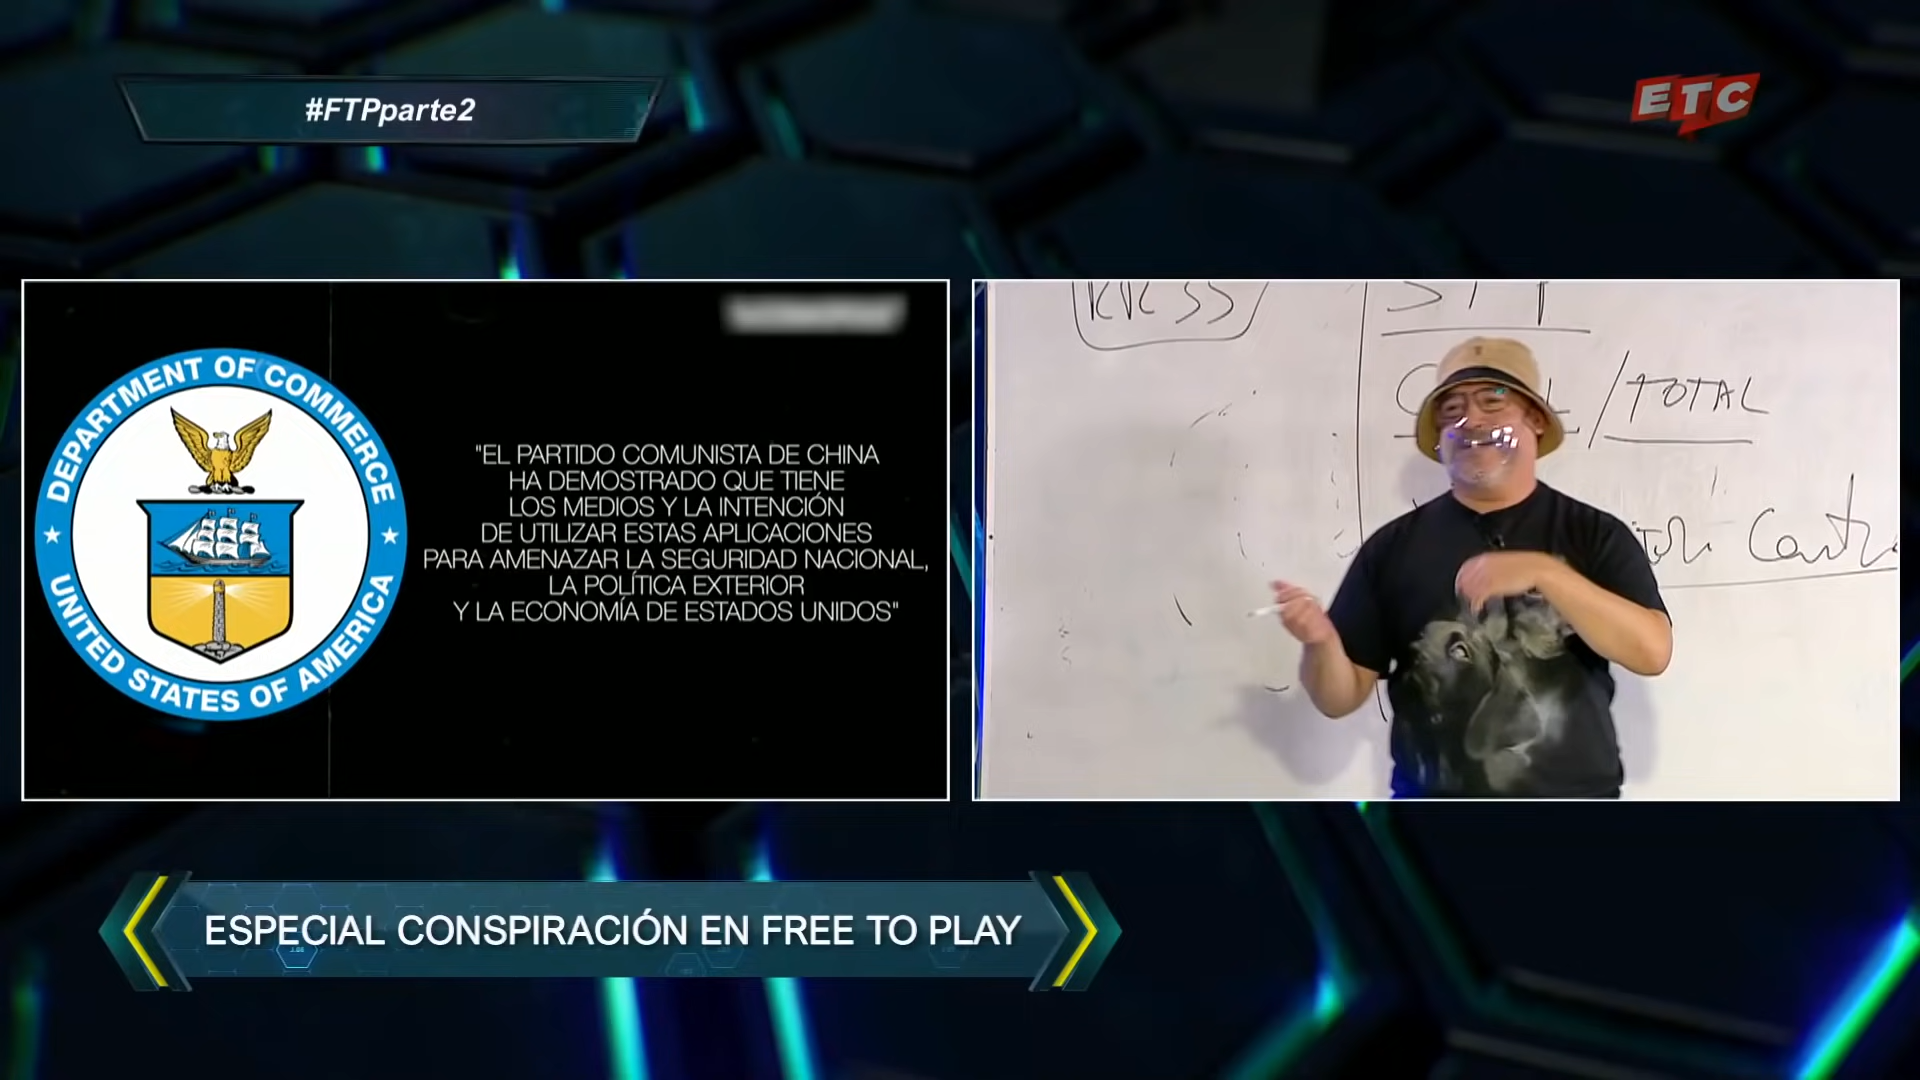 #FTPparte2
ETC
DEPARTMENT OF COMMERCE
UNITED STATES OF AMERICA
"EL PARTIDO COMUNISTA DE CHINA
HA DEMOSTRADO QUE TIENE
LOS MEDIOS Y LA INTENCIÓN
DE UTILIZAR ESTAS APLICACIONES
PARA AMENAZAR LA SEGURIDAD NACIONAL,
LA POLÍTICA EXTERIOR
Y LA ECONOMÍA DE ESTADOS UNIDOS"
RRSS
/TOTAL
ESPECIAL CONSPIRACIÓN EN FREE TO PLAY